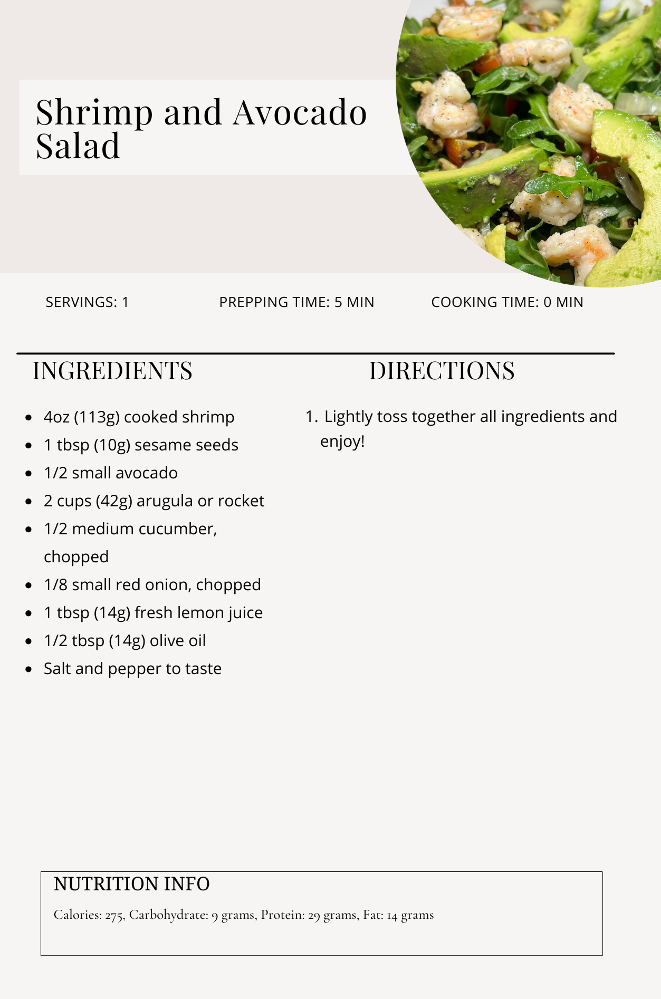 Shrimp and Avocado
Salad
SERVINGS: 1
PREPPING TIME: 5 MIN
COOKING TIME: 0 MIN
INGREDIENTS
• 4oz (113g) cooked shrimp
• 1 tbsp (10g) sesame seeds
• 1/2 small avocado
• 2 cups (42g) arugula or rocket
• 1/2 medium cucumber,
chopped
• 1/8 small red onion, chopped
• 1 tbsp (14g) fresh lemon juice
• 1/2 tbsp (14g) olive oil
• Salt and pepper to taste
DIRECTIONS
1. Lightly toss together all ingredients and
enjoy!
NUTRITION INFO
Calories: 275, Carbohydrate: 9 grams, Protein: 29 grams, Fat: 14 grams